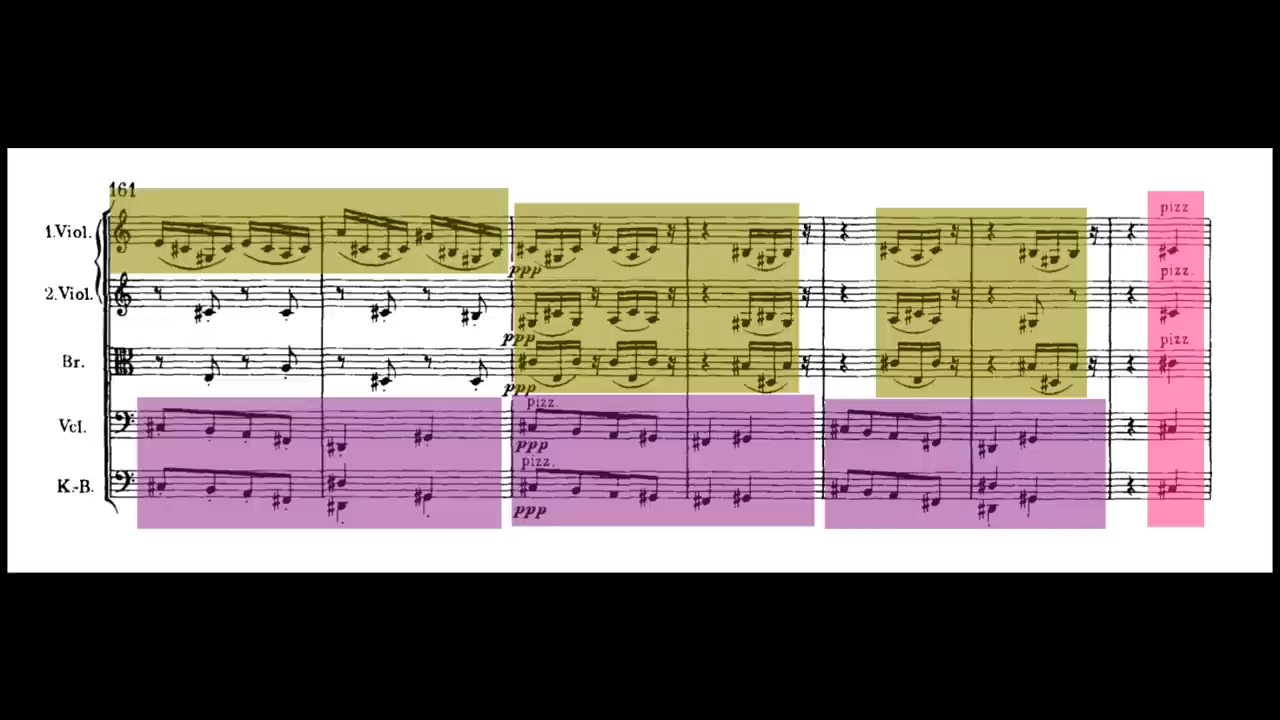 161
pizz
1.Viol.
ppp
pizz.
2.Viol.
ppp
pizz
Br.
ppp
pizz.
Vcl.
ppp
pizz.
K.-B.
ppp